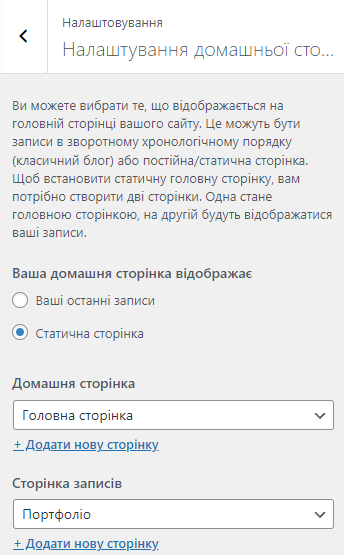 Налаштовування
Налаштування домашньої сто...
Ви можете вибрати те, що відображається на
головній сторінці вашого сайту. Це можуть бути
записи в зворотному хронологічному порядку
(класичний блог) або постійна/статична сторінка.
Щоб встановити статичну головну сторінку, вам
потрібно створити дві сторінки. Одна стане
головною сторінкою, на другій будуть відображатися
ваші записи.
Ваша домашня сторінка відображає
Ваші останні записи
Статична сторінка
Домашня сторінка
Головна сторінка
+ Додати нову сторінку
Сторінка записів
Портфоліо
+ Додати нову сторінку